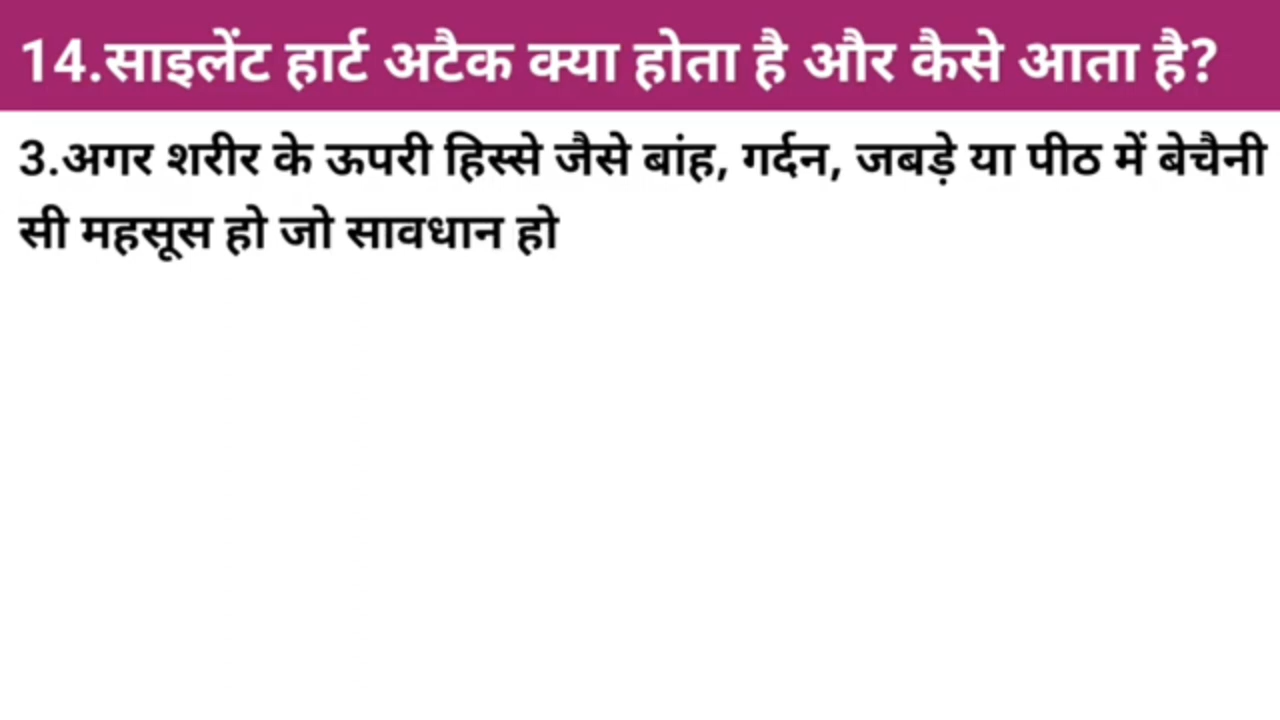 14.साइलेंट हार्ट अटैक क्या होता है और कैसे आता है?
3.अगर शरीर के ऊपरी हिस्से जैसे बांह, गर्दन, जबड़े या पीठ में बेचैनी
सी महसूस हो जो सावधान हो